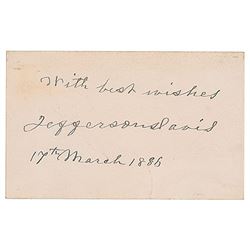 With best wishes
Jefferson Davis
17th March 1886